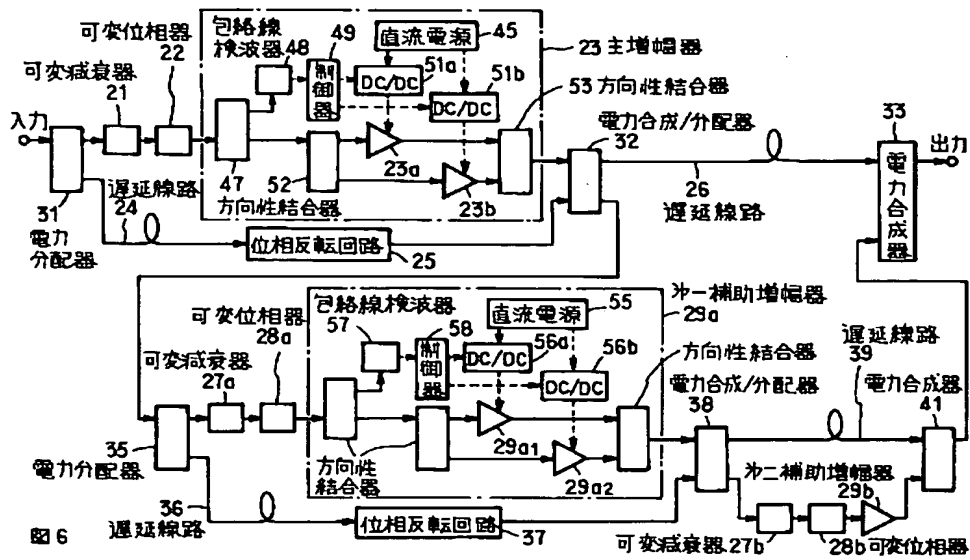 可変位相器
22
可変減衰器
21
入力
31
電力
分配器
遅延線路
24
包絡線
検波器
48
49
制御器
直流電源
45
DC/DC
51a
DC/DC
51b
23主増幅器
53方向性結合器
47
52
方向性結合器
23a
23b
位相反転回路
25
電力合成/分配器
32
26
遅延線路
33
電力合成器
出力
可変位相器
28a
可変減衰器
27a
35
電力分配器
36
遅延線路
包絡線検波器
57
58
制御器
直流電源
55
DC/DC
56a
DC/DC
56b
方向性
結合器
29a1
29a2
位相反転回路
37
第一補助増幅器
29a
方向性結合器
電力合成/分配器
38
遅延線路
39
電力合成器
41
第二補助増幅器
29b
可変減衰器27b
28b可変位相器
図6